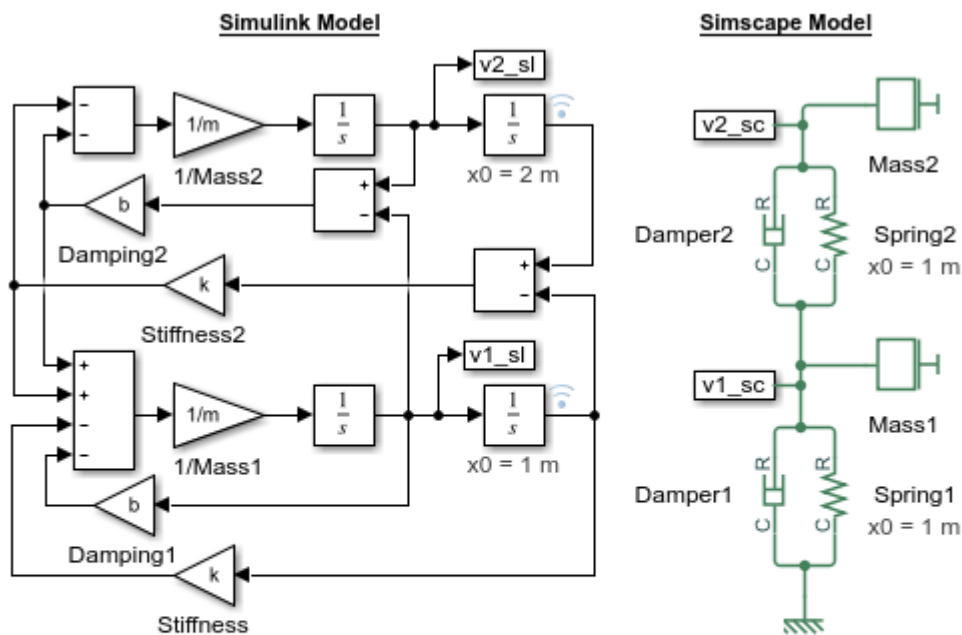 Simulink Model
Simscape Model
v2_sl
-
-
1/m
1
s
1
s
v2_sc
1/Mass2
x0 = 2 m
Mass2
+
-
b
R
Damper2
Spring2
Damping2
C
C
x0 = 1 m
+
-
k
Stiffness2
v1_sl
+
+
-
-
1/m
1
s
1
s
v1_sc
Mass1
1/Mass1
x0 = 1 m
R
R
b
Damper1
Spring1
C
C
x0 = 1 m
Damping1
k
Stiffness